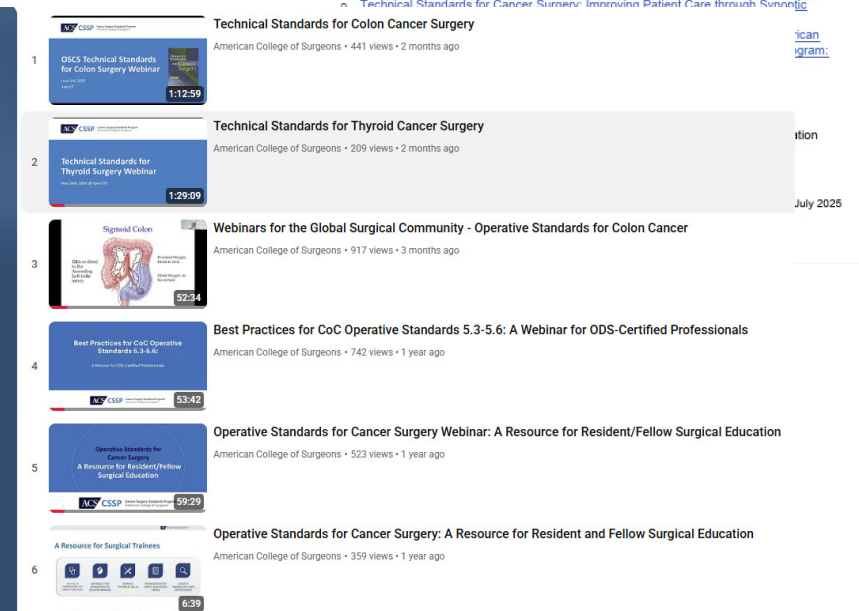 Technical Standards for Cancer Surgery: Improving Patient Care through Synoptic
rican
ogram:
ation
July 2025
1
ACS CSSP
OSCS Technical Standards
for Colon Surgery Webinar
1:12:59
Technical Standards for Colon Cancer Surgery
American College of Surgeons • 441 views • 2 months ago
2
ACS CSSP
Technical Standards for
Thyroid Surgery Webinar
1:29:09
Technical Standards for Thyroid Cancer Surgery
American College of Surgeons • 209 views • 2 months ago
3
Sigmoid Colon
52:34
Webinars for the Global Surgical Community - Operative Standards for Colon Cancer
American College of Surgeons • 917 views • 3 months ago
4
Best Practices for CoC Operative
Standards 5.3-5.6:
A Webinar for ODS-Certified Professionals
ACS CSSP
53:42
Best Practices for CoC Operative Standards 5.3-5.6: A Webinar for ODS-Certified Professionals
American College of Surgeons • 742 views • 1 year ago
5
Operative Standards for
Cancer Surgery
A Resource for Resident/Fellow
Surgical Education
ACS CSSP
59:29
Operative Standards for Cancer Surgery Webinar: A Resource for Resident/Fellow Surgical Education
American College of Surgeons • 523 views • 1 year ago
6
A Resource for Surgical Trainees
6:39
Operative Standards for Cancer Surgery: A Resource for Resident and Fellow Surgical Education
American College of Surgeons • 359 views • 1 year ago